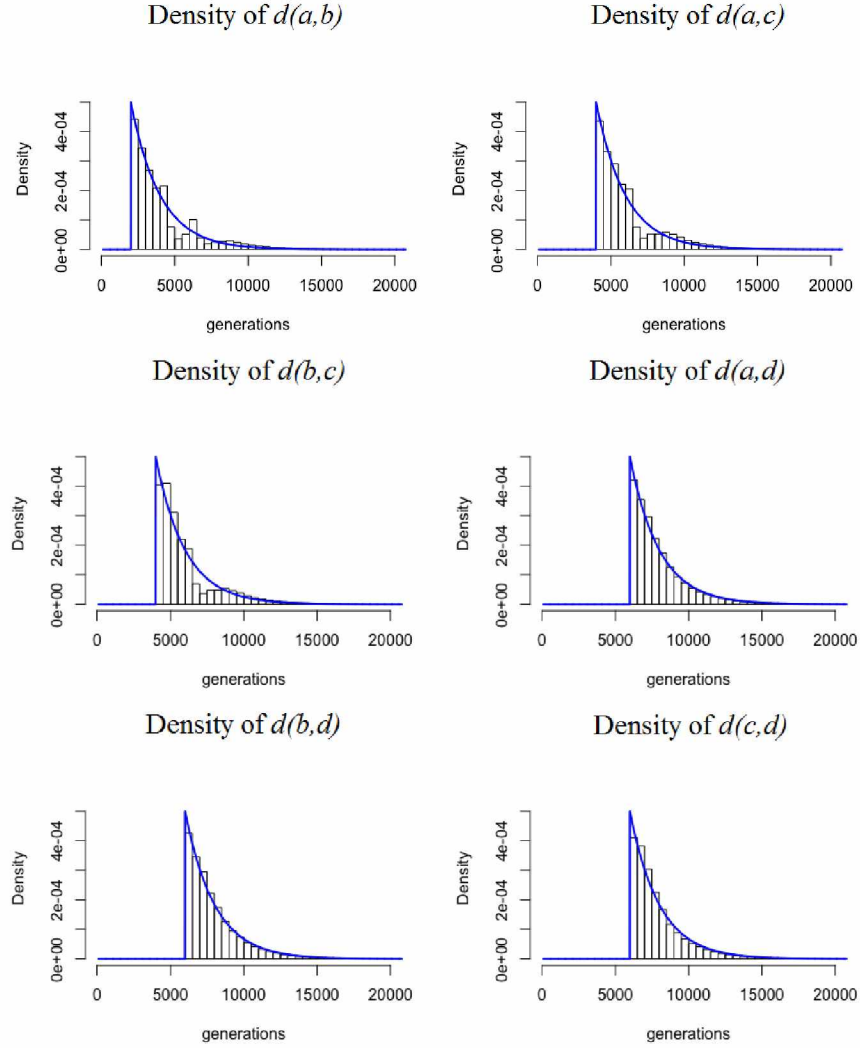 Density of d(a,b)
Density of d(a,c)
Density
0e+00 2e-04 4e-04
0 5000 10000 15000 20000
generations
Density
0e+00 2e-04 4e-04
0 5000 10000 15000 20000
generations
Density of d(b,c)
Density of d(a,d)
Density
0e+00 2e-04 4e-04
0 5000 10000 15000 20000
generations
Density
0e+00 2e-04 4e-04
0 5000 10000 15000 20000
generations
Density of d(b,d)
Density of d(c,d)
Density
0e+00 2e-04 4e-04
0 5000 10000 15000 20000
generations
Density
0e+00 2e-04 4e-04
0 5000 10000 15000 20000
generations